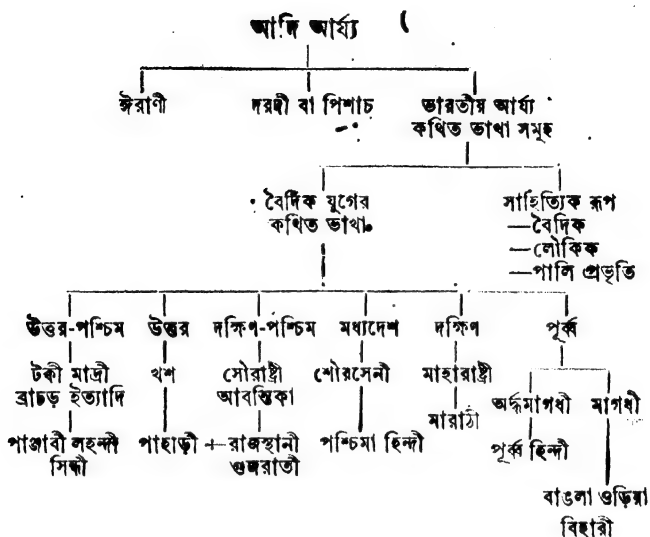 আদি আর্য্য
ঈরাণী দরদী বা পিশাচ ভারতীয় আর্য্য
কথিত ভাষা সমূহ
বৈদিক যুগের
কথিত ভাষা
সাহিত্যিক রূপ
—বৈদিক
—লৌকিক
—পালি প্রভৃতি
উত্তর-পশ্চিম উত্তর দক্ষিণ-পশ্চিম মধ্যদেশ দক্ষিণ পূর্ব্ব
টক্কী মাদ্রী
ব্রাচড় ইত্যাদি
খশ
সৌরাষ্ট্রী
আবন্তিকা
শৌরসেনী
মাহারাষ্ট্রী
মারাঠী
অর্দ্ধমাগধী মাগধী
পাঞ্জাবী লহন্দী
সিন্ধী
পাহাড়ী
রাজস্থানী
গুজরাতী
পশ্চিমা হিন্দী
পূর্ব্ব হিন্দী
বাঙলা ওড়িয়া
বিহারী